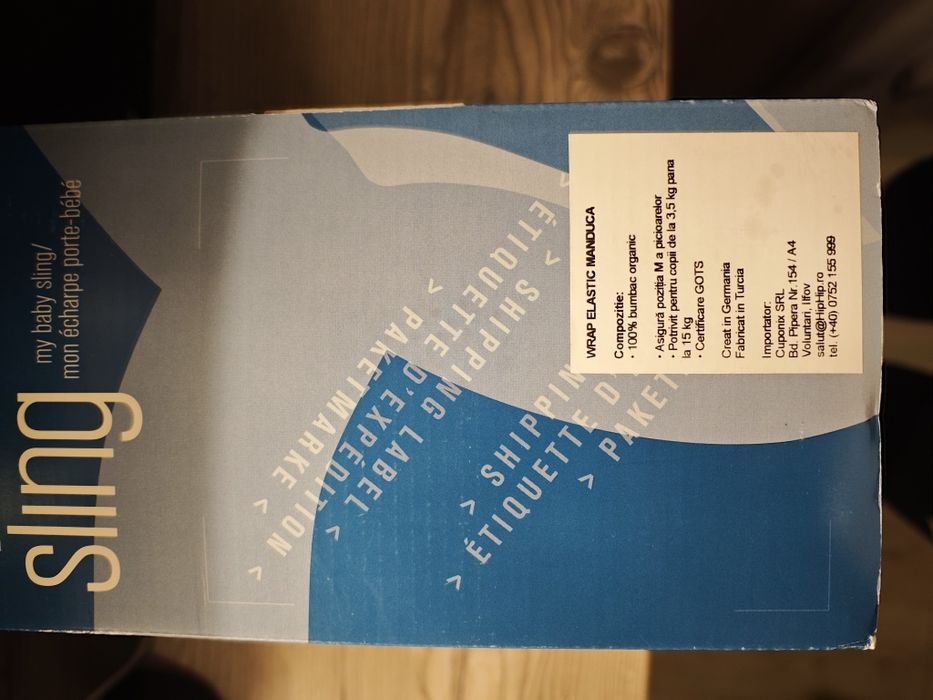 sling
my baby sling/
mon écharpe porte-bébé
> PAKETMARKE >
> ÉTIQUETTE D'EXPÉDITION >
> SHIPPING LABEL >
> SHIPPIN
> ÉTIQUETTE D
> PAKET
WRAP ELASTIC MANDUCA
Compozitie:
• 100% bumbac organic
• Asigură poziția M a picioarelor
• Potrivit pentru copii de la 3,5 kg pana
la 15 kg
• Certificare GOTS
Creat in Germania
Fabricat in Turcia
Importator:
Cuponix SRL
Bd. Pipera Nr.154 / A4
Voluntari, Ilfov
salut@HipHip.ro
tel. (+40) 0752 155 999